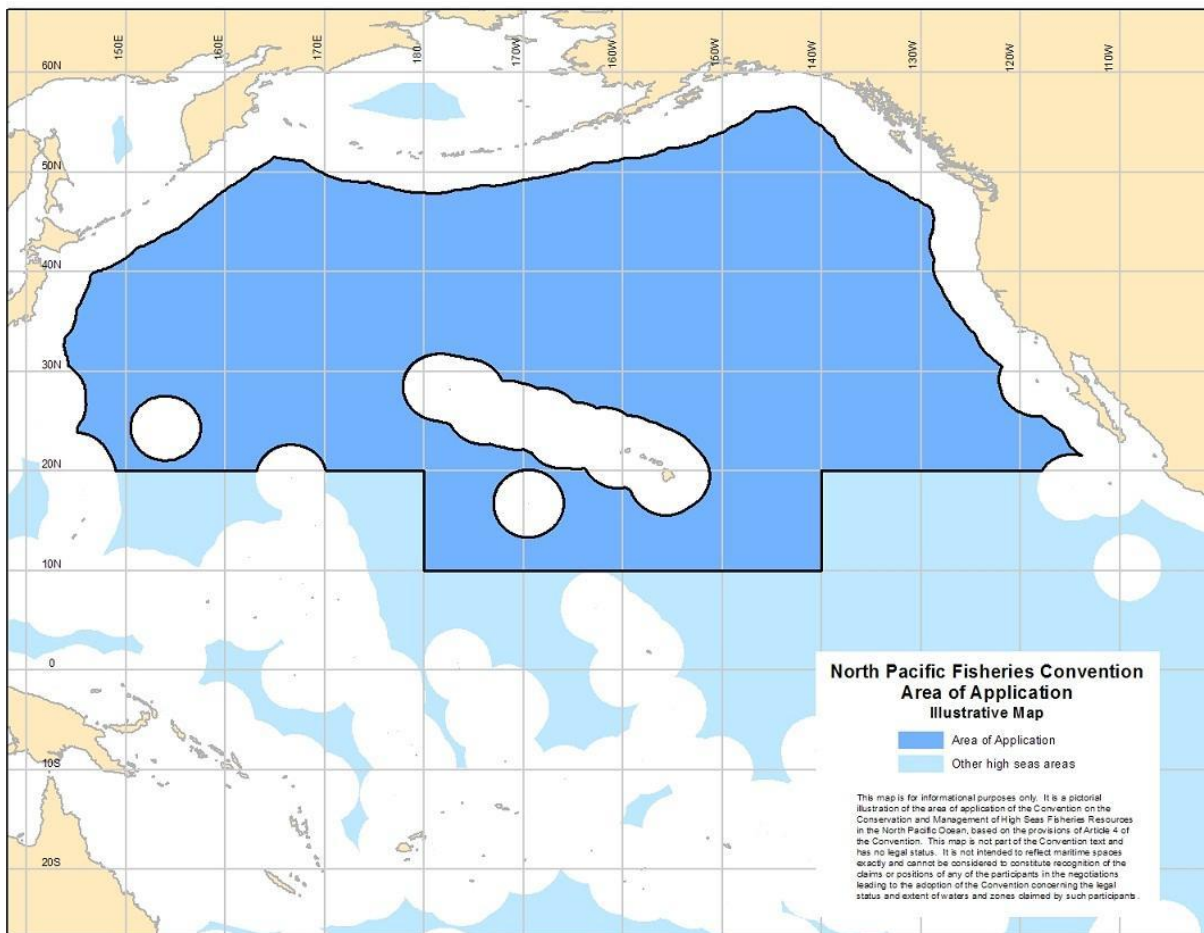 150E 160E 170E 180 170W 160W 150W 140W 130W 120W 110W
60N
50N
40N
30N
20N
10N
0
10S
20S
North Pacific Fisheries Convention
Area of Application
Illustrative Map
Area of Application
Other high seas areas
This map is for informational purposes only. It is a pictorial
illustration of the area of application of the Convention on the
Conservation and Management of High Seas Fisheries Resources
in the North Pacific Ocean, based on the provisions of Article 4 of
the Convention. This map is not part of the Convention text and
has no legal status. It is not intended to reflect maritime spaces
exactly and cannot be considered to constitute recognition of the
claims or positions of any of the participants in the negotiations
leading to the adoption of the Convention concerning the legal
status and extent of waters and zones claimed by such participants.